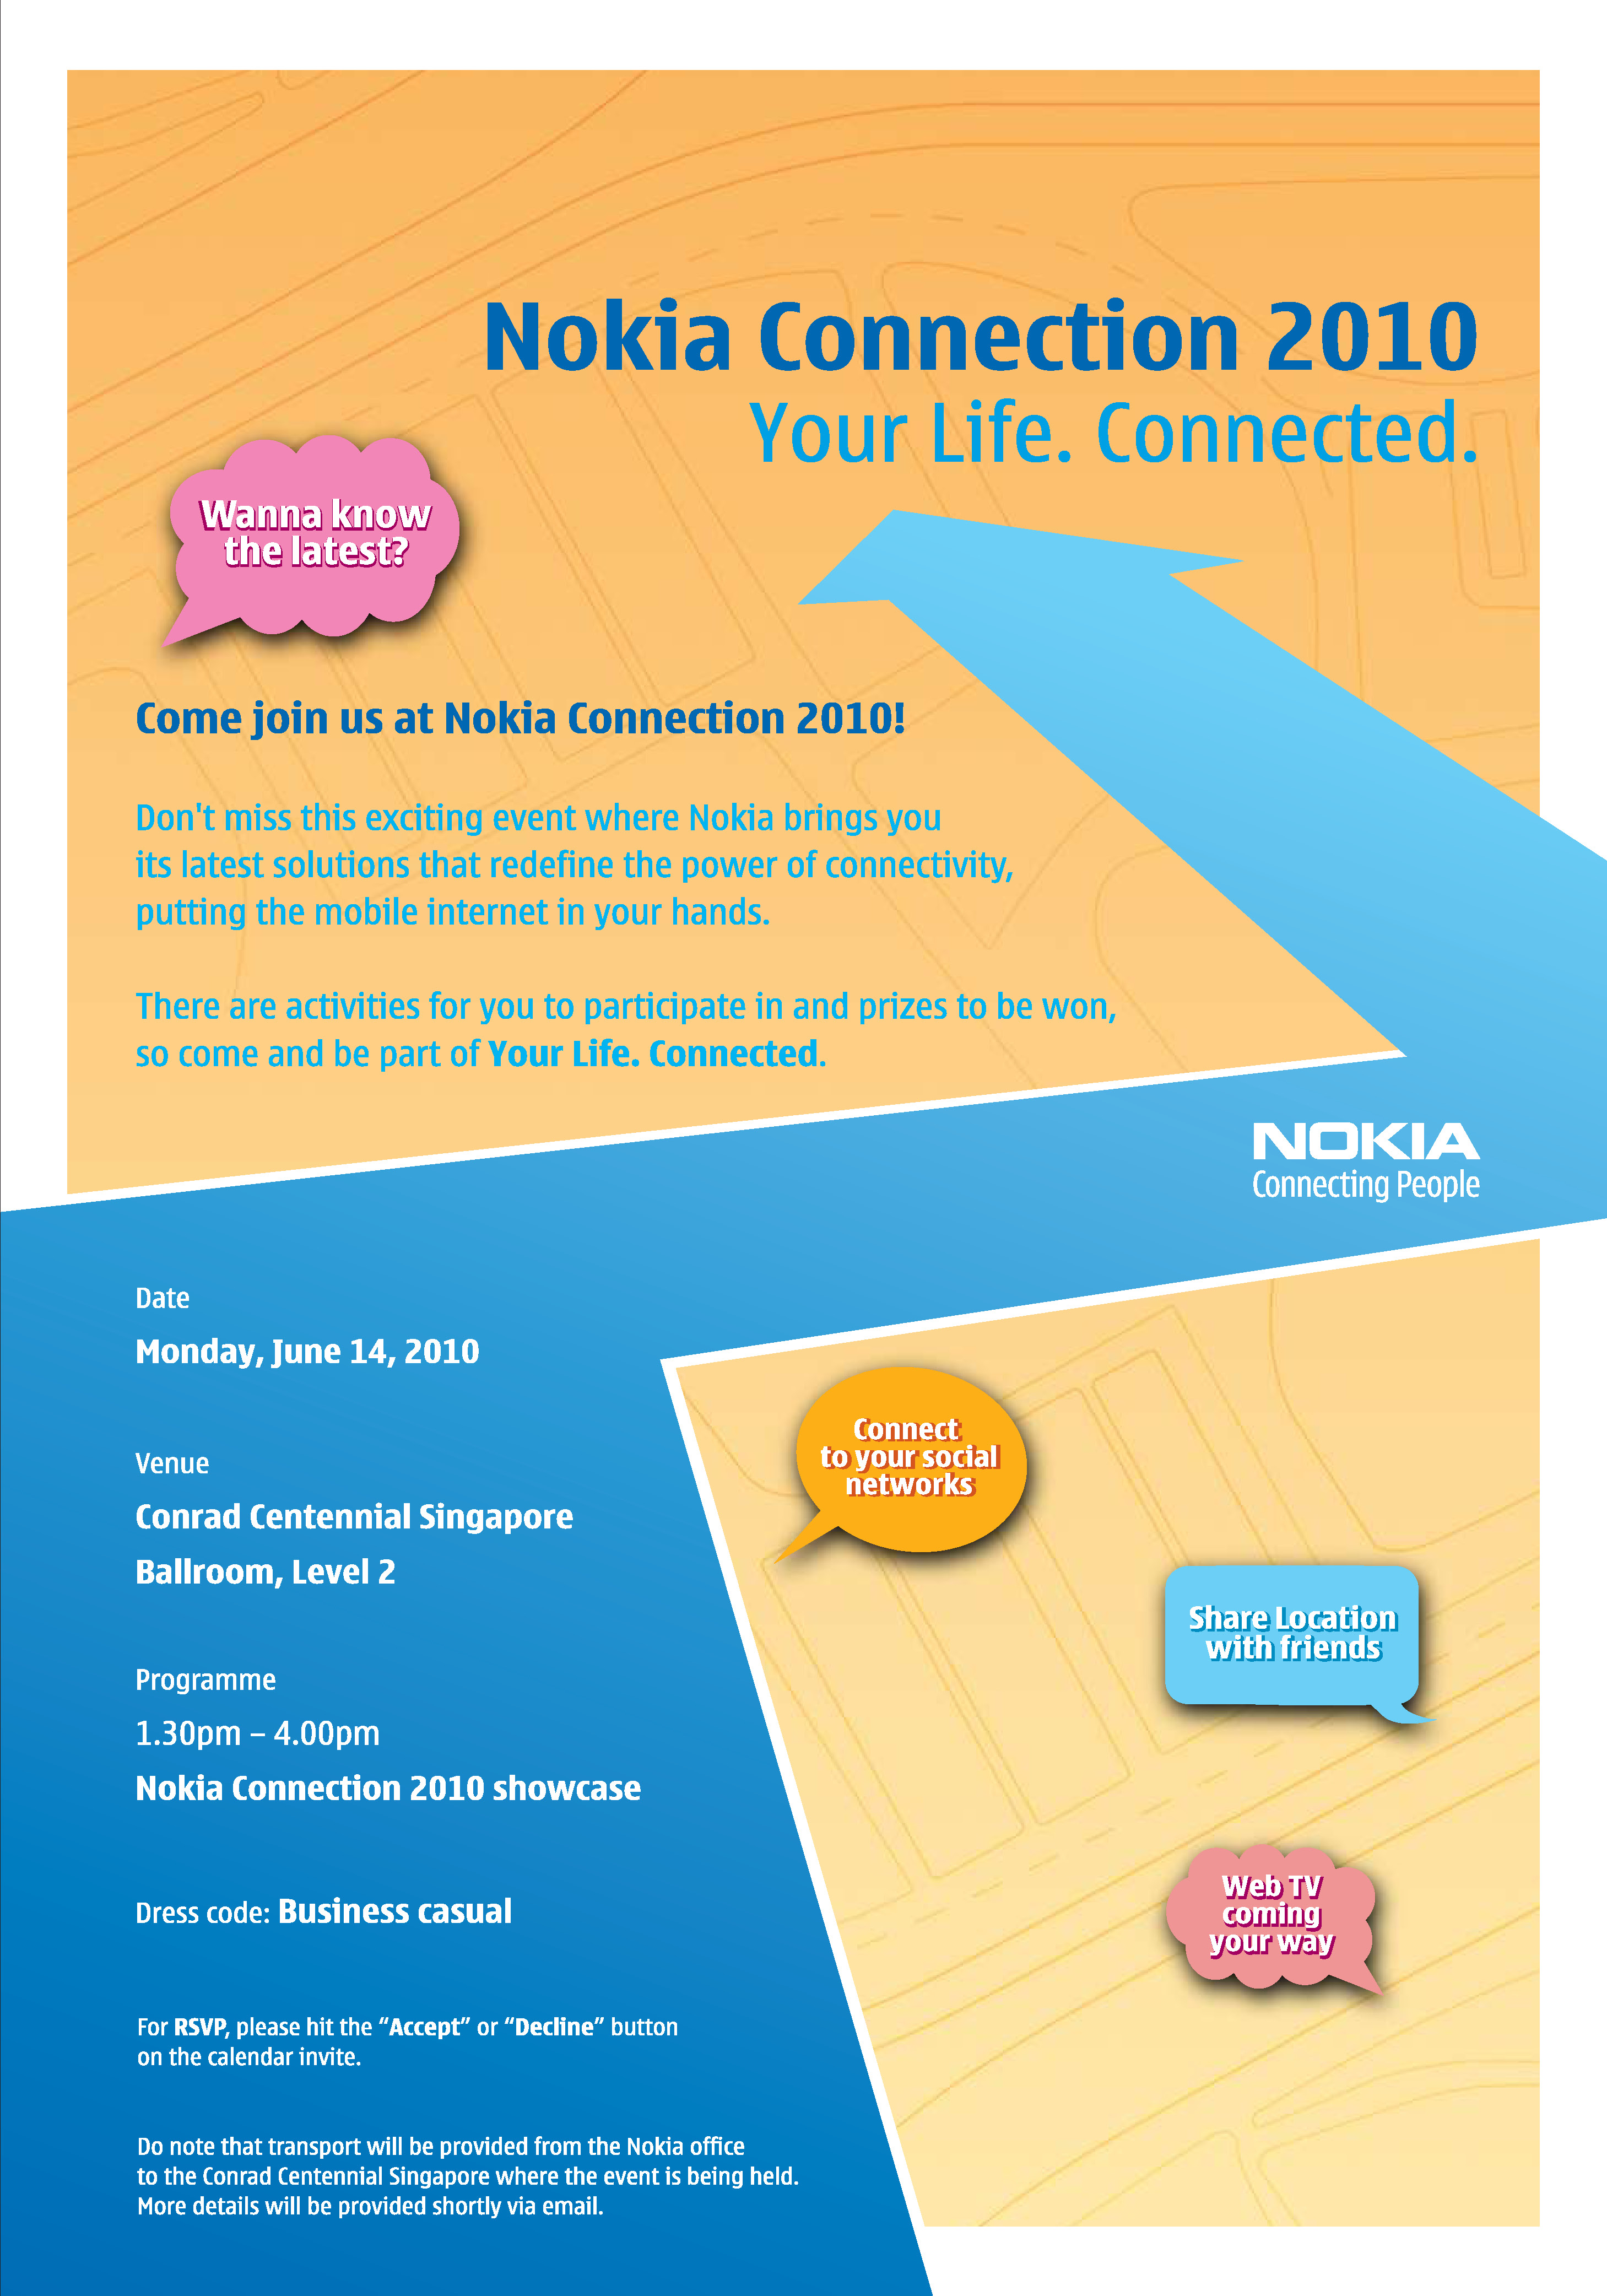 Nokia Connection 2010
Your Life. Connected.
Wanna know
the latest?
Come join us at Nokia Connection 2010!
Don't miss this exciting event where Nokia brings you
its latest solutions that redefine the power of connectivity,
putting the mobile internet in your hands.
There are activities for you to participate in and prizes to be won,
so come and be part of Your Life. Connected.
NOKIA
Connecting People
Date
Monday, June 14, 2010
Venue
Conrad Centennial Singapore
Ballroom, Level 2
Programme
1.30pm – 4.00pm
Nokia Connection 2010 showcase
Dress code: Business casual
For RSVP, please hit the “Accept” or “Decline” button
on the calendar invite.
Do note that transport will be provided from the Nokia office
to the Conrad Centennial Singapore where the event is being held.
More details will be provided shortly via email.
Connect
to your social
networks
Share Location
with friends
Web TV
coming
your way